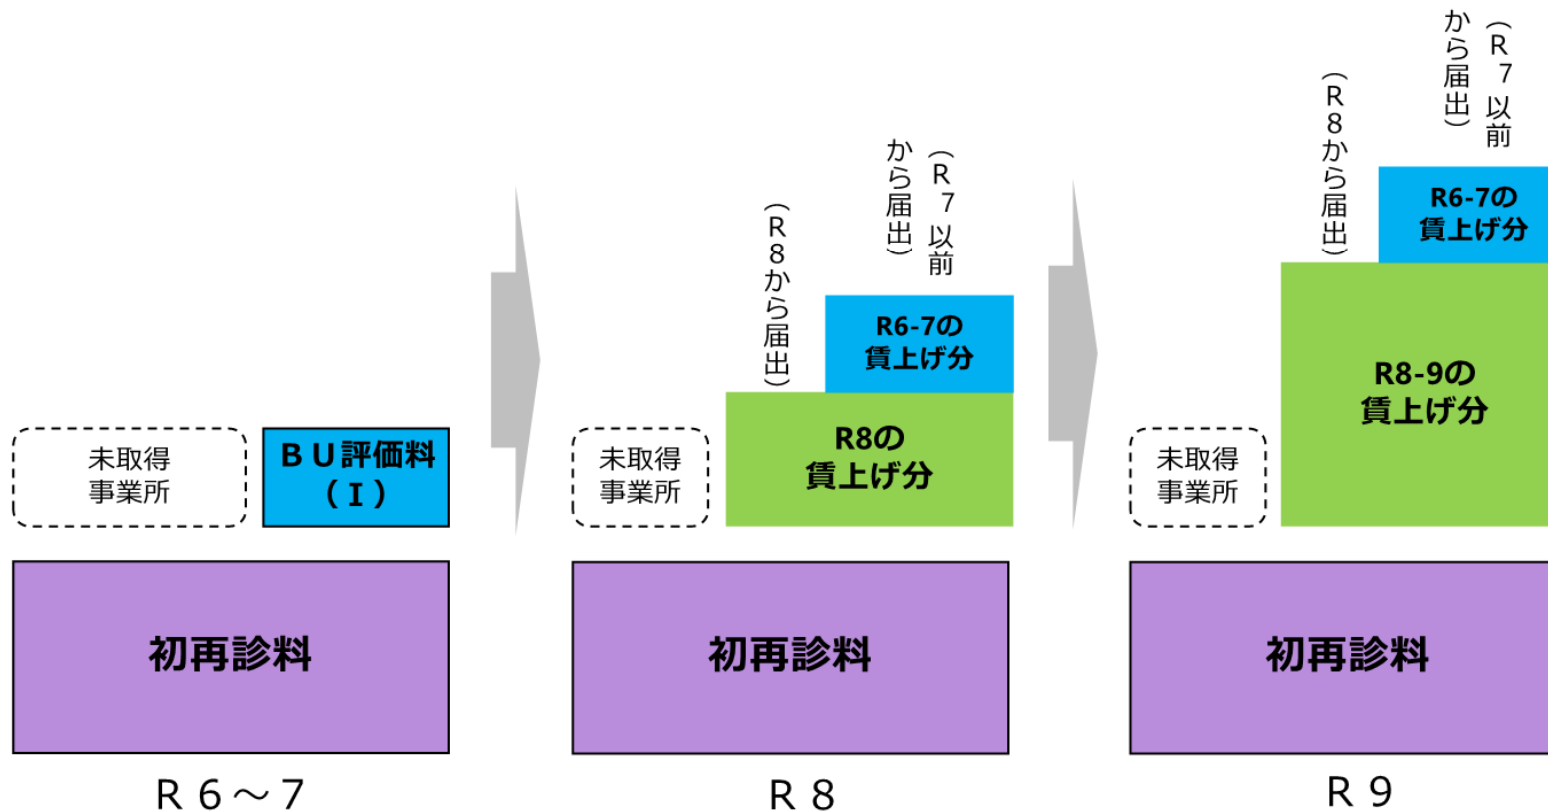 未取得
事業所
ＢＵ評価料
（Ⅰ）
初再診料
Ｒ６～７
（Ｒ８から届出）
（Ｒ７以前
から届出）
R6-7の
賃上げ分
未取得
事業所
R8の
賃上げ分
初再診料
Ｒ８
（Ｒ８から届出）
（Ｒ７以前
から届出）
R6-7の
賃上げ分
未取得
事業所
R8-9の
賃上げ分
初再診料
Ｒ９